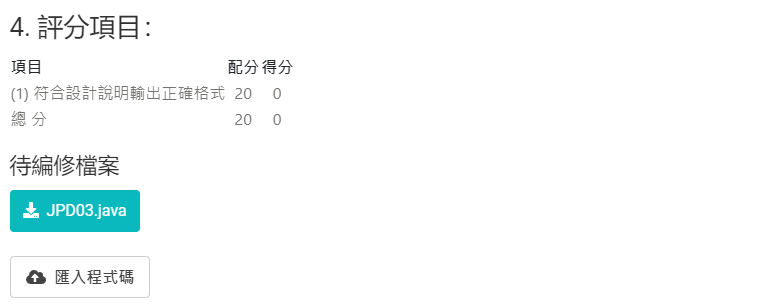 4. 評分項目：
項目 配分 得分
(1) 符合設計說明輸出正確格式 20 0
總 分 20 0
待編修檔案
JPD03.java
匯入程式碼